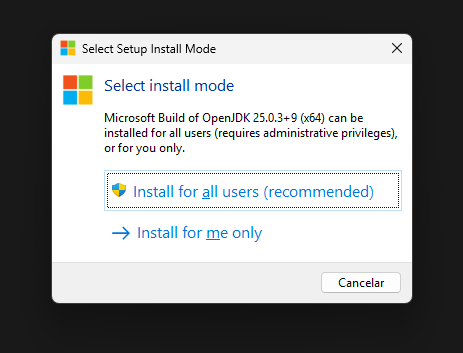 Select Setup Install Mode
Select install mode
Microsoft Build of OpenJDK 25.0.3+9 (x64) can be
installed for all users (requires administrative privileges),
or for you only.
Install for all users (recommended)
Install for me only
Cancelar